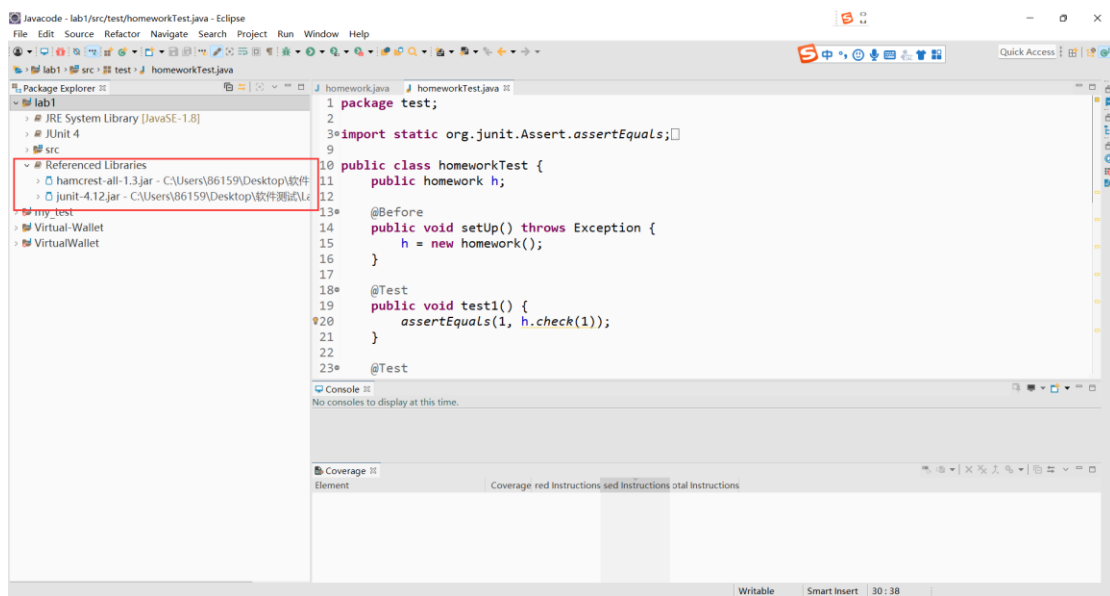 Javacode - lab1/src/test/homeworkTest.java - Eclipse
File Edit Source Refactor Navigate Search Project Run Window Help
中
Quick Access
lab1 src test homeworkTest.java
Package Explorer
homework.java homeworkTest.java
lab1
JRE System Library [JavaSE-1.8]
JUnit 4
src
Referenced Libraries
hamcrest-all-1.3.jar - C:\Users\86159\Desktop\软件
junit-4.12.jar - C:\Users\86159\Desktop\软件测试\La
my_test
Virtual-Wallet
VirtualWallet
1 package test;
2
3 import static org.junit.Assert.assertEquals;
9
10 public class homeworkTest {
11 public homework h;
12
13 @Before
14 public void setUp() throws Exception {
15 h = new homework();
16 }
17
18 @Test
19 public void test1() {
20 assertEquals(1, h.check(1));
21 }
22
23 @Test
Console
No consoles to display at this time.
Coverage
Element Coverage red Instructions sed Instructions otal Instructions
Writable Smart Insert 30 : 38